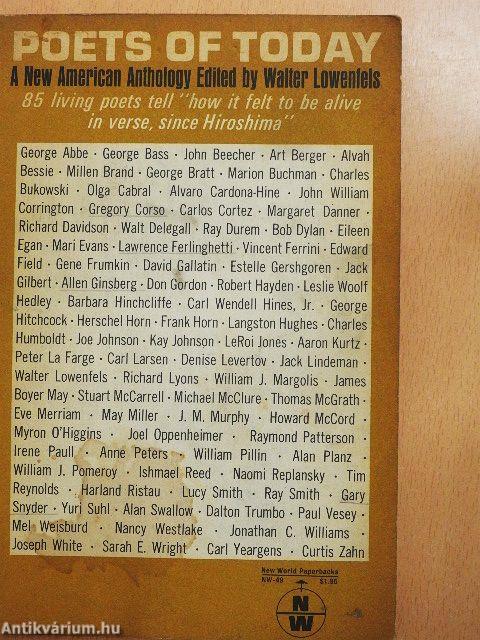 POETS OF TODAY
A New American Anthology Edited by Walter Lowenfels
85 living poets tell "how it felt to be alive
in verse, since Hiroshima"
George Abbe · George Bass · John Beecher · Art Berger · Alvah
Bessie · Millen Brand · George Bratt · Marion Buchman · Charles
Bukowski · Olga Cabral · Alvaro Cardona-Hine · John William
Corrington · Gregory Corso · Carlos Cortez · Margaret Danner ·
Richard Davidson · Walt Delegall · Ray Durem · Bob Dylan · Eileen
Egan · Mari Evans · Lawrence Ferlinghetti · Vincent Ferrini · Edward
Field · Gene Frumkin · David Gallatin · Estelle Gershgoren · Jack
Gilbert · Allen Ginsberg · Don Gordon · Robert Hayden · Leslie Woolf
Hedley · Barbara Hinchcliffe · Carl Wendell Hines, Jr. · George
Hitchcock · Herschel Horn · Frank Horn · Langston Hughes · Charles
Humboldt · Joe Johnson · Kay Johnson · LeRoi Jones · Aaron Kurtz ·
Peter La Farge · Carl Larsen · Denise Levertov · Jack Lindeman ·
Walter Lowenfels · Richard Lyons · William J. Margolis · James
Boyer May · Stuart McCarrell · Michael McClure · Thomas McGrath ·
Eve Merriam · May Miller · J. M. Murphy · Howard McCord ·
Myron O'Higgins · Joel Oppenheimer · Raymond Patterson ·
Irene Paull · Anne Peters · William Pillin · Alan Planz ·
William J. Pomeroy · Ishmael Reed · Naomi Replansky · Tim
Reynolds · Harland Ristau · Lucy Smith · Ray Smith · Gary
Snyder · Yuri Suhl · Alan Swallow · Dalton Trumbo · Paul Vesey ·
Mel Weisburd · Nancy Westlake · Jonathan C. Williams ·
Joseph White · Sarah E. Wright · Carl Yeargens · Curtis Zahn
New World Paperbacks
NW-49 $1.95
NW
Antikvárium.hu